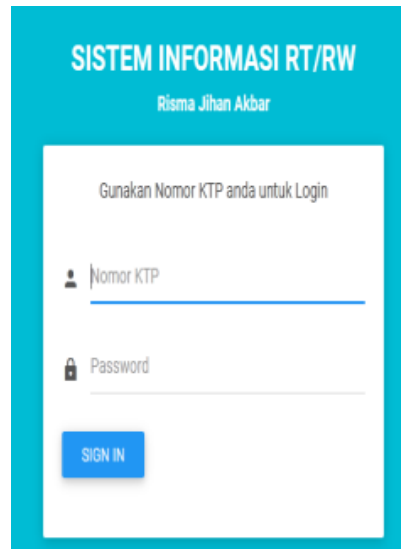 SISTEM INFORMASI RT/RW
Risma Jihan Akbar
Gunakan Nomor KTP anda untuk Login
Nomor KTP
Password
SIGN IN